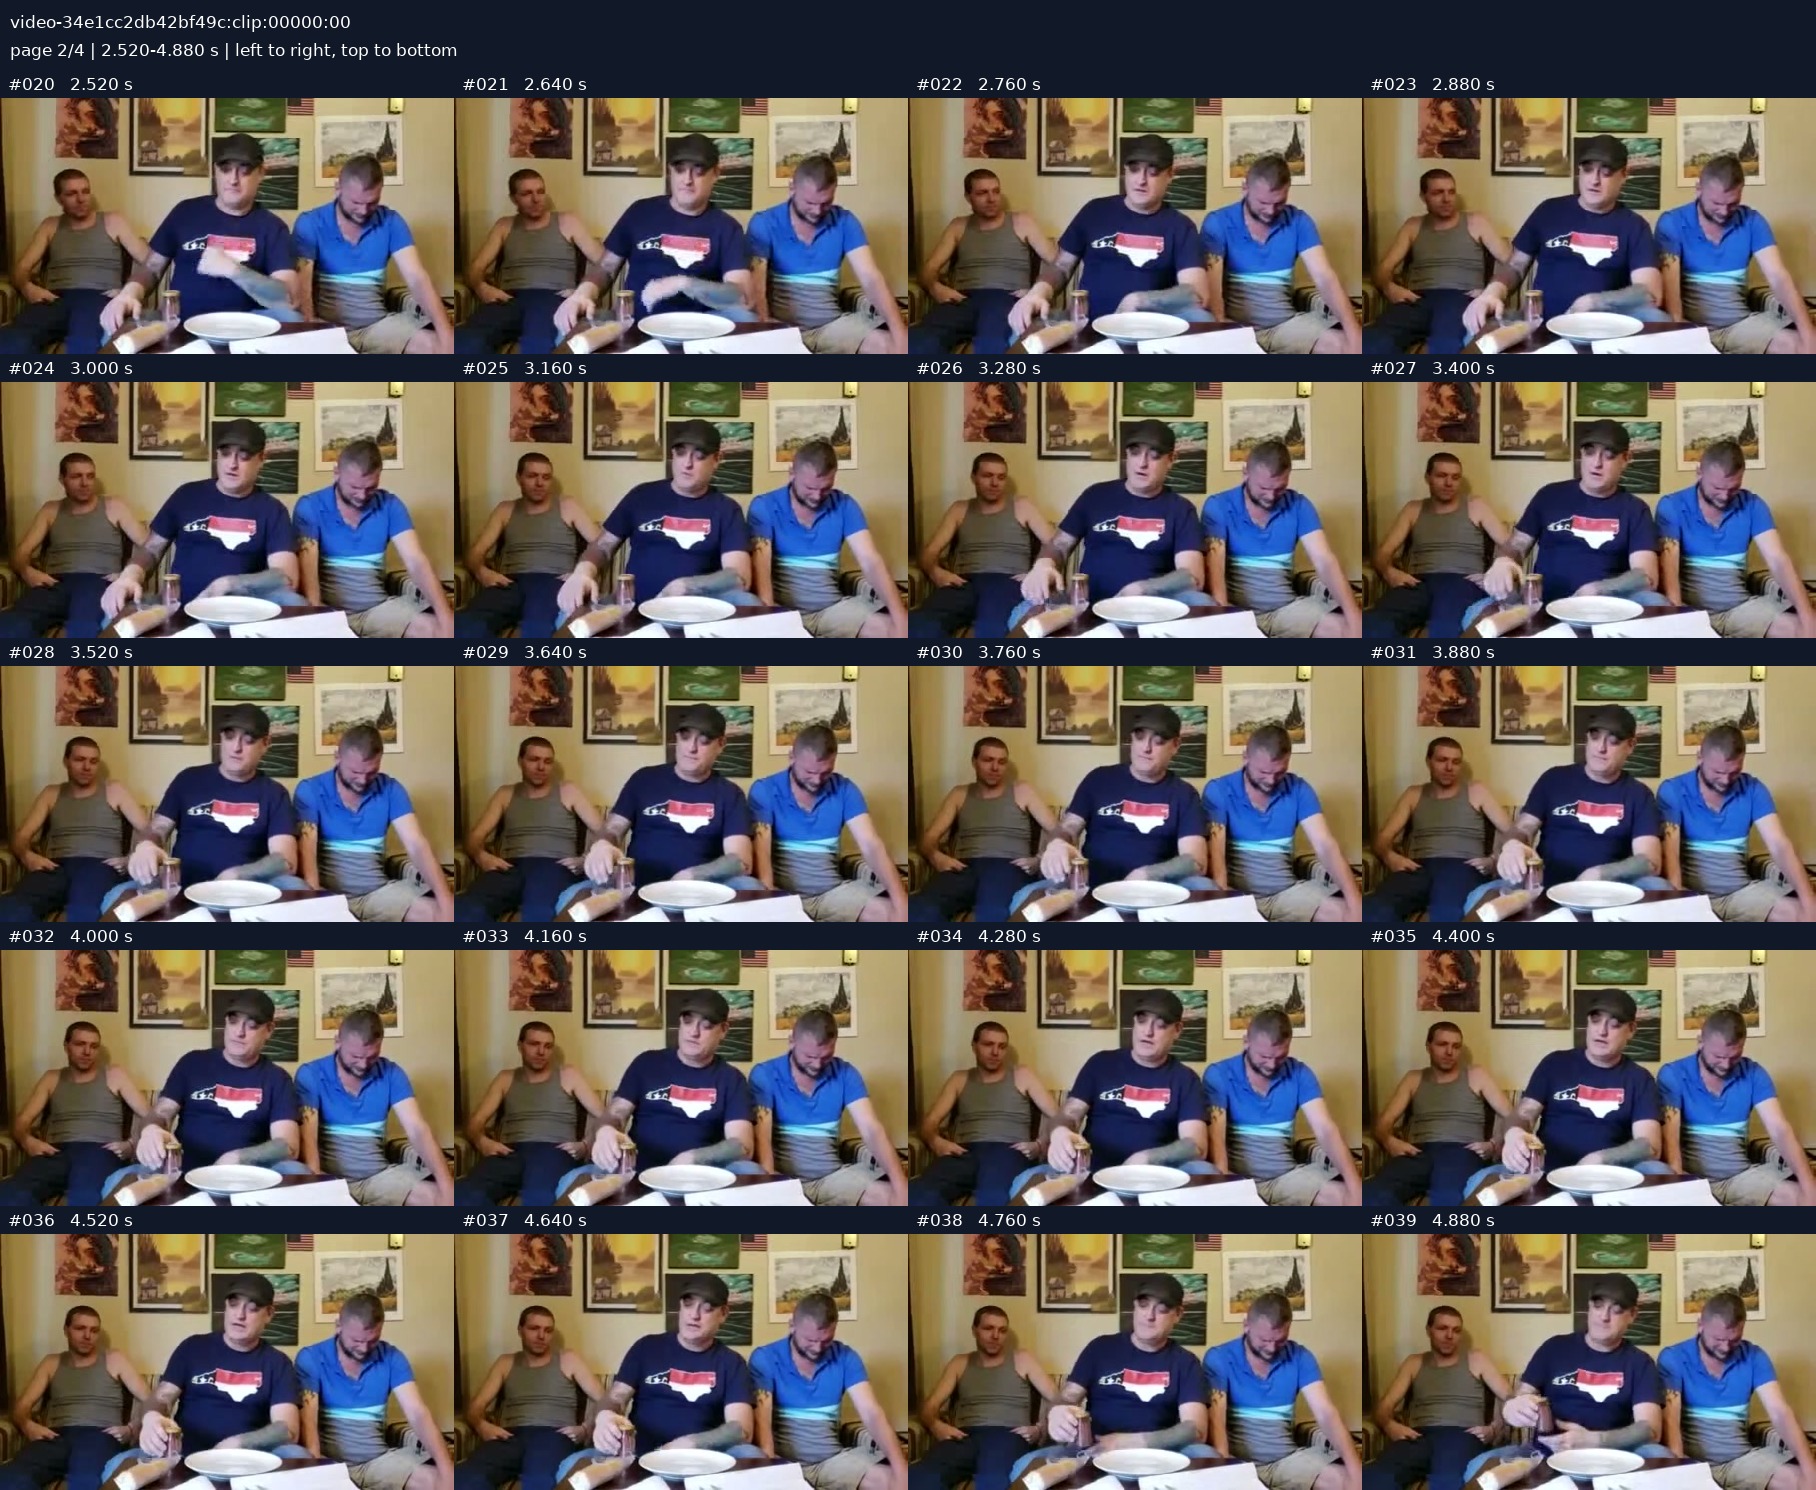 video-34e1cc2db42bf49c:clip:00000:00
page 2/4 | 2.520-4.880 s | left to right, top to bottom
#020 2.520 s
#021 2.640 s
#022 2.760 s
#023 2.880 s
#024 3.000 s
#025 3.160 s
#026 3.280 s
#027 3.400 s
#028 3.520 s
#029 3.640 s
#030 3.760 s
#031 3.880 s
#032 4.000 s
#033 4.160 s
#034 4.280 s
#035 4.400 s
#036 4.520 s
#037 4.640 s
#038 4.760 s
#039 4.880 s